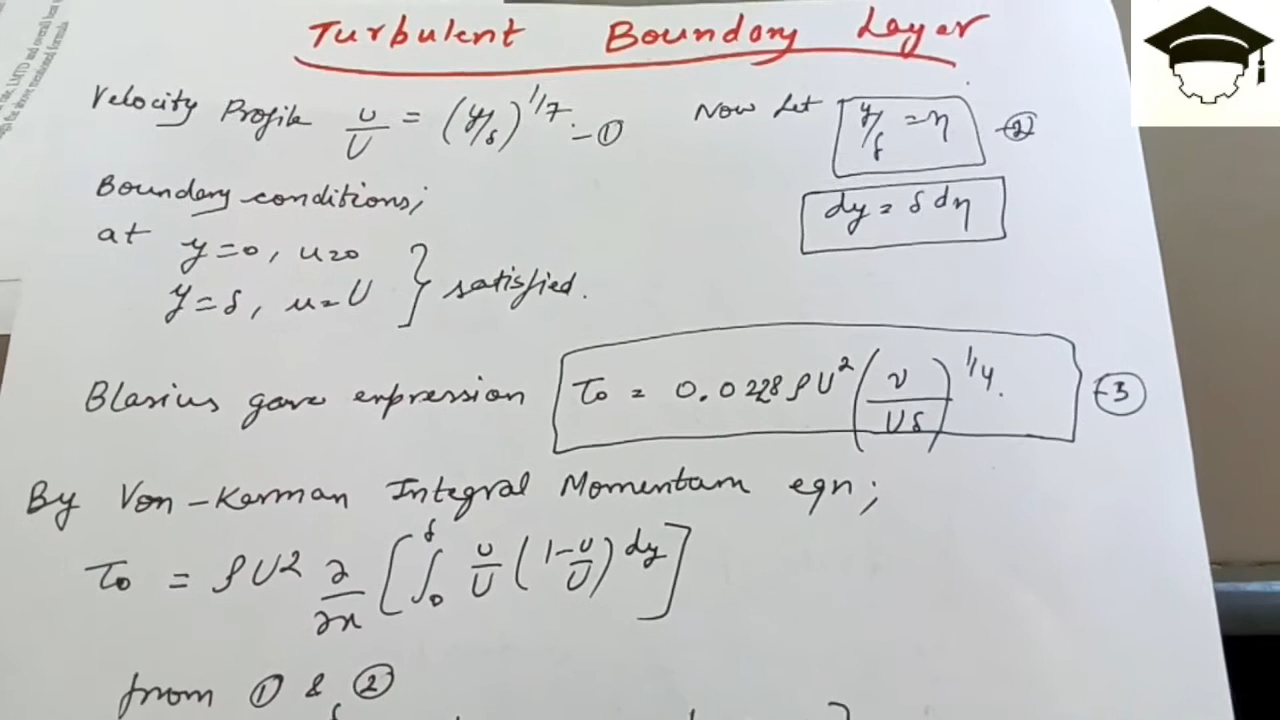 Turbulent Boundary Layer
Velocity Profile u/U = (y/δ)^1/7 - ①
Now Let y/δ = η - ②
dy = δ dη
Boundary conditions;
at y=0, u=0
y=δ, u=U } satisfied.
Blasius gave expression τ₀ = 0.0228 ρU² (ν/Uδ)^1/4. - ③
By Von-Karman Integral Momentam eqn;
τ₀ = ρU² ∂/∂x [∫₀^δ u/U (1-u/U) dy]
from ① & ②